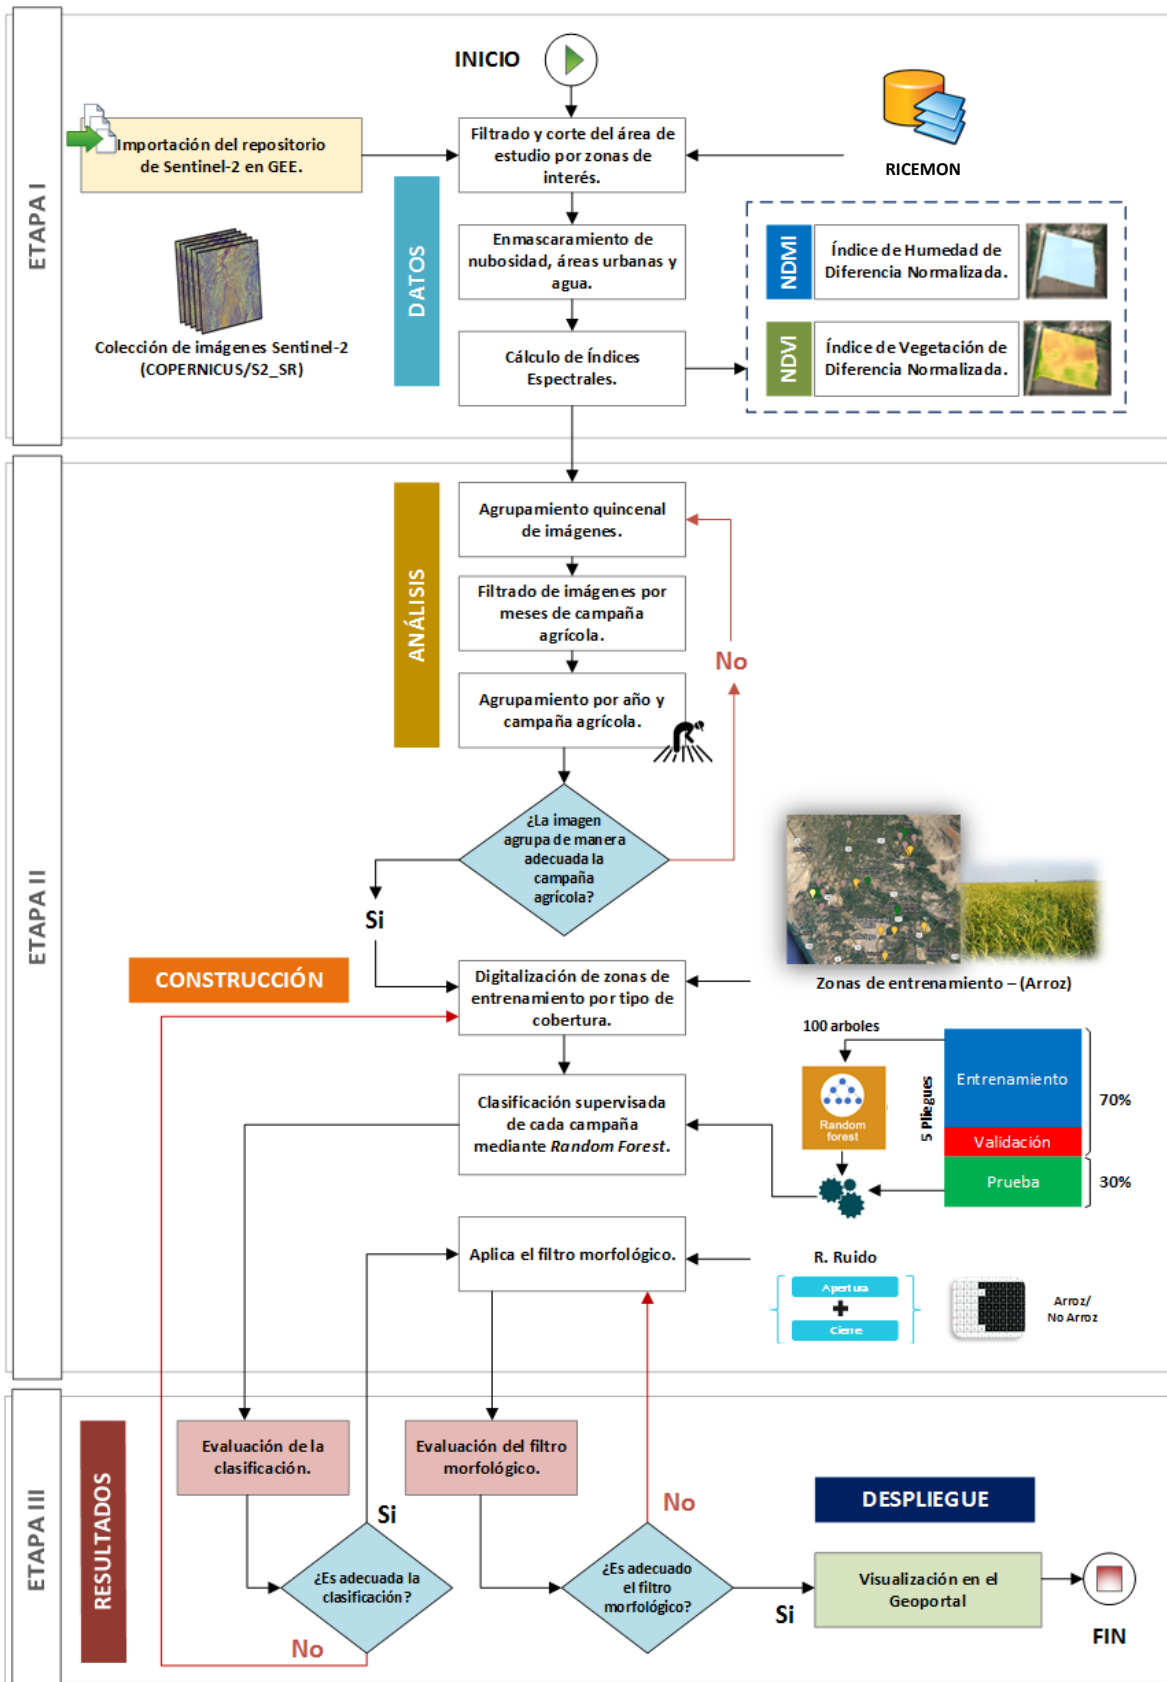 ETAPA I
INICIO
Importación del repositorio
de Sentinel-2 en GEE.
Filtrado y corte del área de
estudio por zonas de
interés.
RICEMON
DATOS
Enmascaramiento de
nubosidad, áreas urbanas y
agua.
NDMI
Índice de Humedad de
Diferencia Normalizada.
Colección de imágenes Sentinel-2
(COPERNICUS/S2_SR)
Cálculo de Índices
Espectrales.
NDVI
Índice de Vegetación de
Diferencia Normalizada.
ETAPA II
ANÁLISIS
Agrupamiento quincenal
de imágenes.
Filtrado de imágenes por
meses de campaña
agrícola.
No
Agrupamiento por año y
campaña agrícola.
¿La imagen
agrupa de manera
adecuada la
campaña
agrícola?
Si
CONSTRUCCIÓN
Digitalización de zonas de
entrenamiento por tipo de
cobertura.
Zonas de entrenamiento – (Arroz)
100 arboles
Random
forest
5 Pliegues
Entrenamiento
Validación
Prueba
70%
30%
Clasificación supervisada
de cada campaña
mediante Random Forest.
Aplica el filtro morfológico.
R. Ruido
Apertura
Cierre
Arroz/
No Arroz
ETAPA III
RESULTADOS
Evaluación de la
clasificación.
Evaluación del filtro
morfológico.
Si
No
DESPLIEGUE
¿Es adecuada la
clasificación?
¿Es adecuado
el filtro
morfológico?
Visualización en el
Geoportal
Si
No
FIN